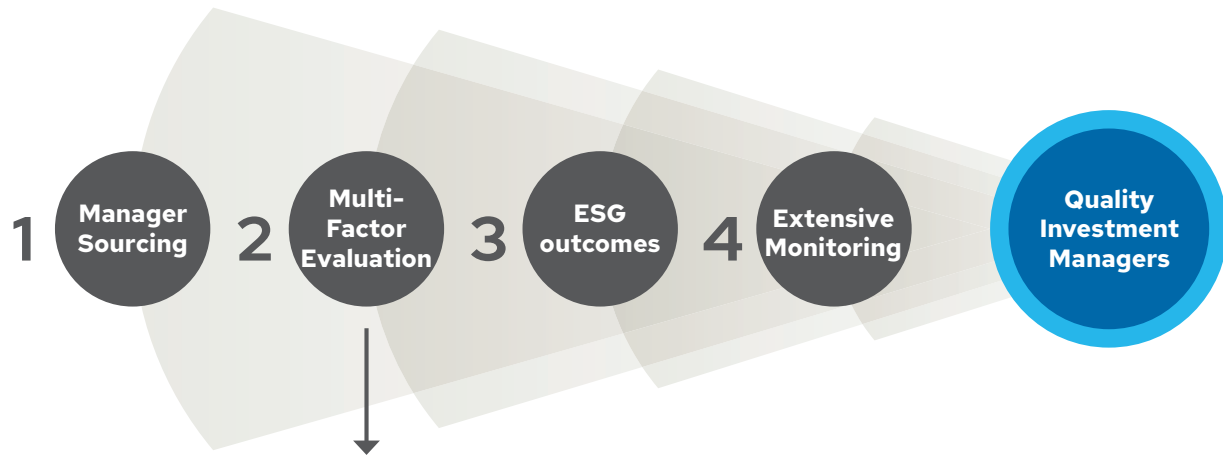 1
Manager
Sourcing
2
Multi-
Factor
Evaluation
3
ESG
outcomes
4
Extensive
Monitoring
Quality
Investment
Managers